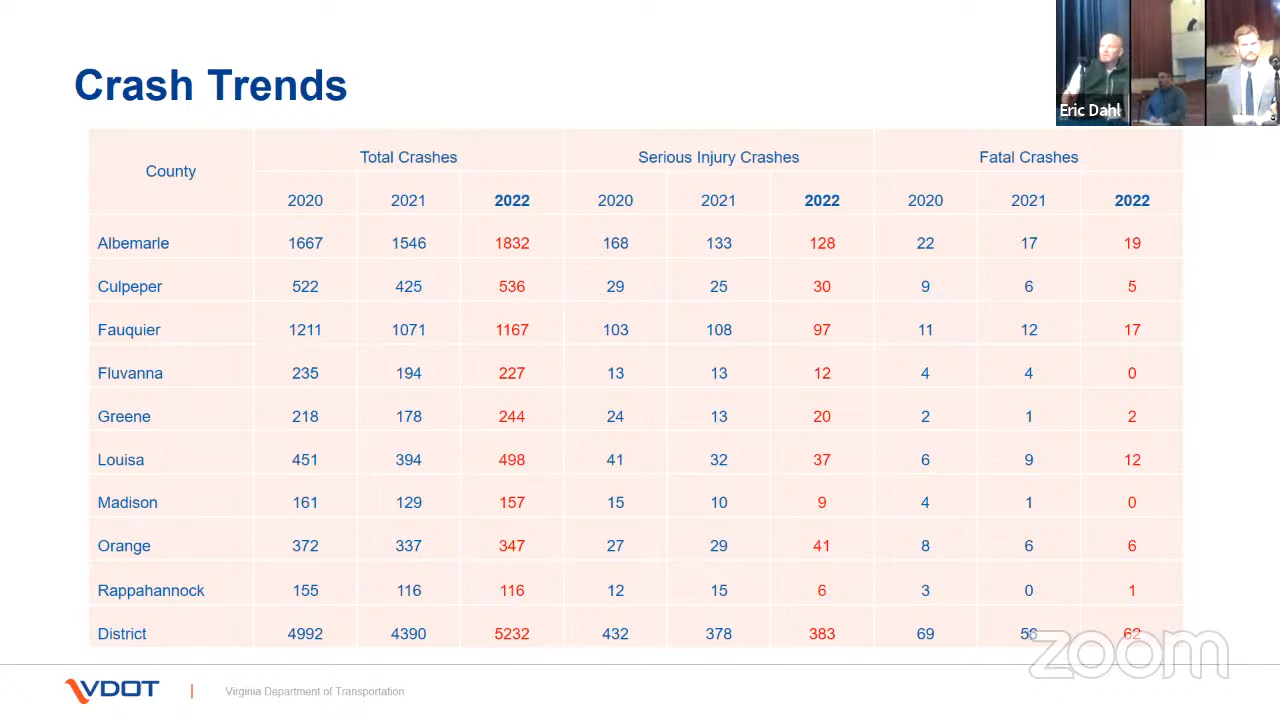 Crash Trends
Eric Dahl
County Total Crashes Serious Injury Crashes Fatal Crashes
2020 2021 2022 2020 2021 2022 2020 2021 2022
Albemarle 1667 1546 1832 168 133 128 22 17 19
Culpeper 522 425 536 29 25 30 9 6 5
Fauquier 1211 1071 1167 103 108 97 11 12 17
Fluvanna 235 194 227 13 13 12 4 4 0
Greene 218 178 244 24 13 20 2 1 2
Louisa 451 394 498 41 32 37 6 9 12
Madison 161 129 157 15 10 9 4 1 0
Orange 372 337 347 27 29 41 8 6 6
Rappahannock 155 116 116 12 15 6 3 0 1
District 4992 4390 5232 432 378 383 69 56 62
zoom
VDOT | Virginia Department of Transportation